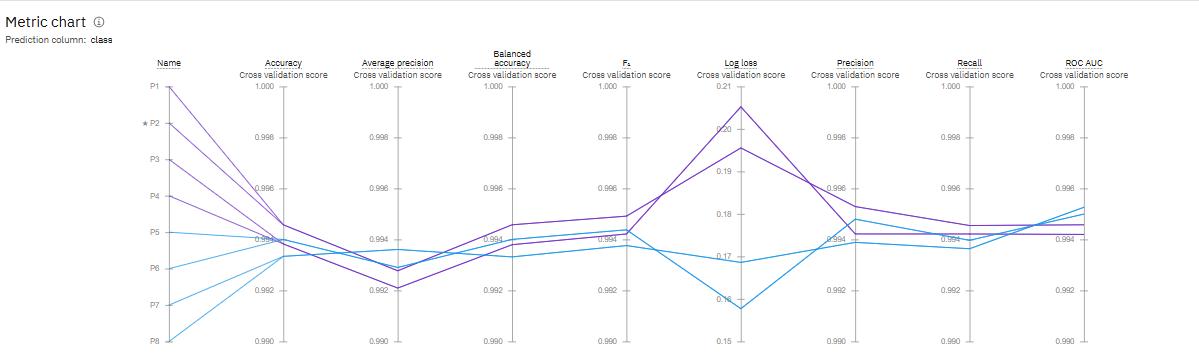 Metric chart
Prediction column: class
Balanced
Name Accuracy Average precision accuracy F₁ Log loss Precision Recall ROC AUC
Cross validation score Cross validation score Cross validation score Cross validation score Cross validation score Cross validation score Cross validation score Cross validation score
P1 1.000 1.000 1.000 1.000 0.21 1.000 1.000 1.000
★ P2 0.20
0.998 0.998 0.998 0.998 0.998 0.998 0.998
P3 0.19
P4 0.996 0.996 0.996 0.996 0.996 0.996 0.996
0.18
P5 0.994 0.994 0.994 0.994 0.994 0.994 0.994
0.17
P6
0.992 0.992 0.992 0.992 0.992 0.992 0.992
P7 0.16
P8 0.990 0.990 0.990 0.990 0.15 0.990 0.990 0.990